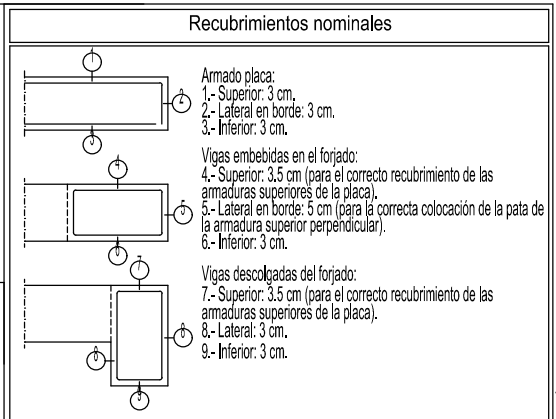 Recubrimientos nominales
Armado placa:
1.- Superior: 3 cm.
2.- Lateral en borde: 3 cm.
3.- Inferior: 3 cm.
Vigas embebidas en el forjado:
4.- Superior: 3.5 cm (para el correcto recubrimiento de las
armaduras superiores de la placa).
5.- Lateral en borde: 5 cm (para la correcta colocación de la pata de
la armadura superior perpendicular).
6.- Inferior: 3 cm.
Vigas descolgadas del forjado:
7.- Superior: 3.5 cm (para el correcto recubrimiento de las
armaduras superiores de la placa).
8.- Lateral: 3 cm.
9.- Inferior: 3 cm.
1
2
3
4
5
6
7
8
8
9